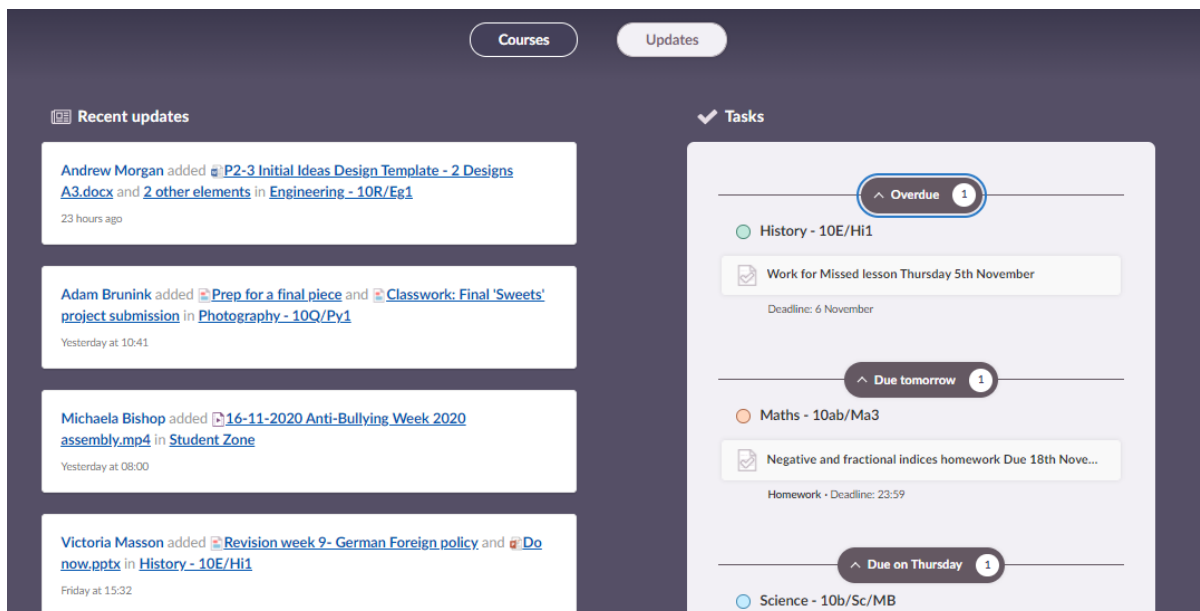 Courses
Updates
Recent updates
Andrew Morgan added P2-3 Initial Ideas Design Template - 2 Designs
A3.docx and 2 other elements in Engineering - 10R/Eg1
23 hours ago
Adam Brunink added Prep for a final piece and Classwork: Final 'Sweets'
project submission in Photography - 10Q/Py1
Yesterday at 10:41
Michaela Bishop added 16-11-2020 Anti-Bullying Week 2020
assembly.mp4 in Student Zone
Yesterday at 08:00
Victoria Masson added Revision week 9- German Foreign policy and Do
now.pptx in History - 10E/Hi1
Friday at 15:32
Tasks
Overdue 1
History - 10E/Hi1
Work for Missed lesson Thursday 5th November
Deadline: 6 November
Due tomorrow 1
Maths - 10ab/Ma3
Negative and fractional indices homework Due 18th Nove...
Homework • Deadline: 23:59
Due on Thursday 1
Science - 10b/Sc/MB